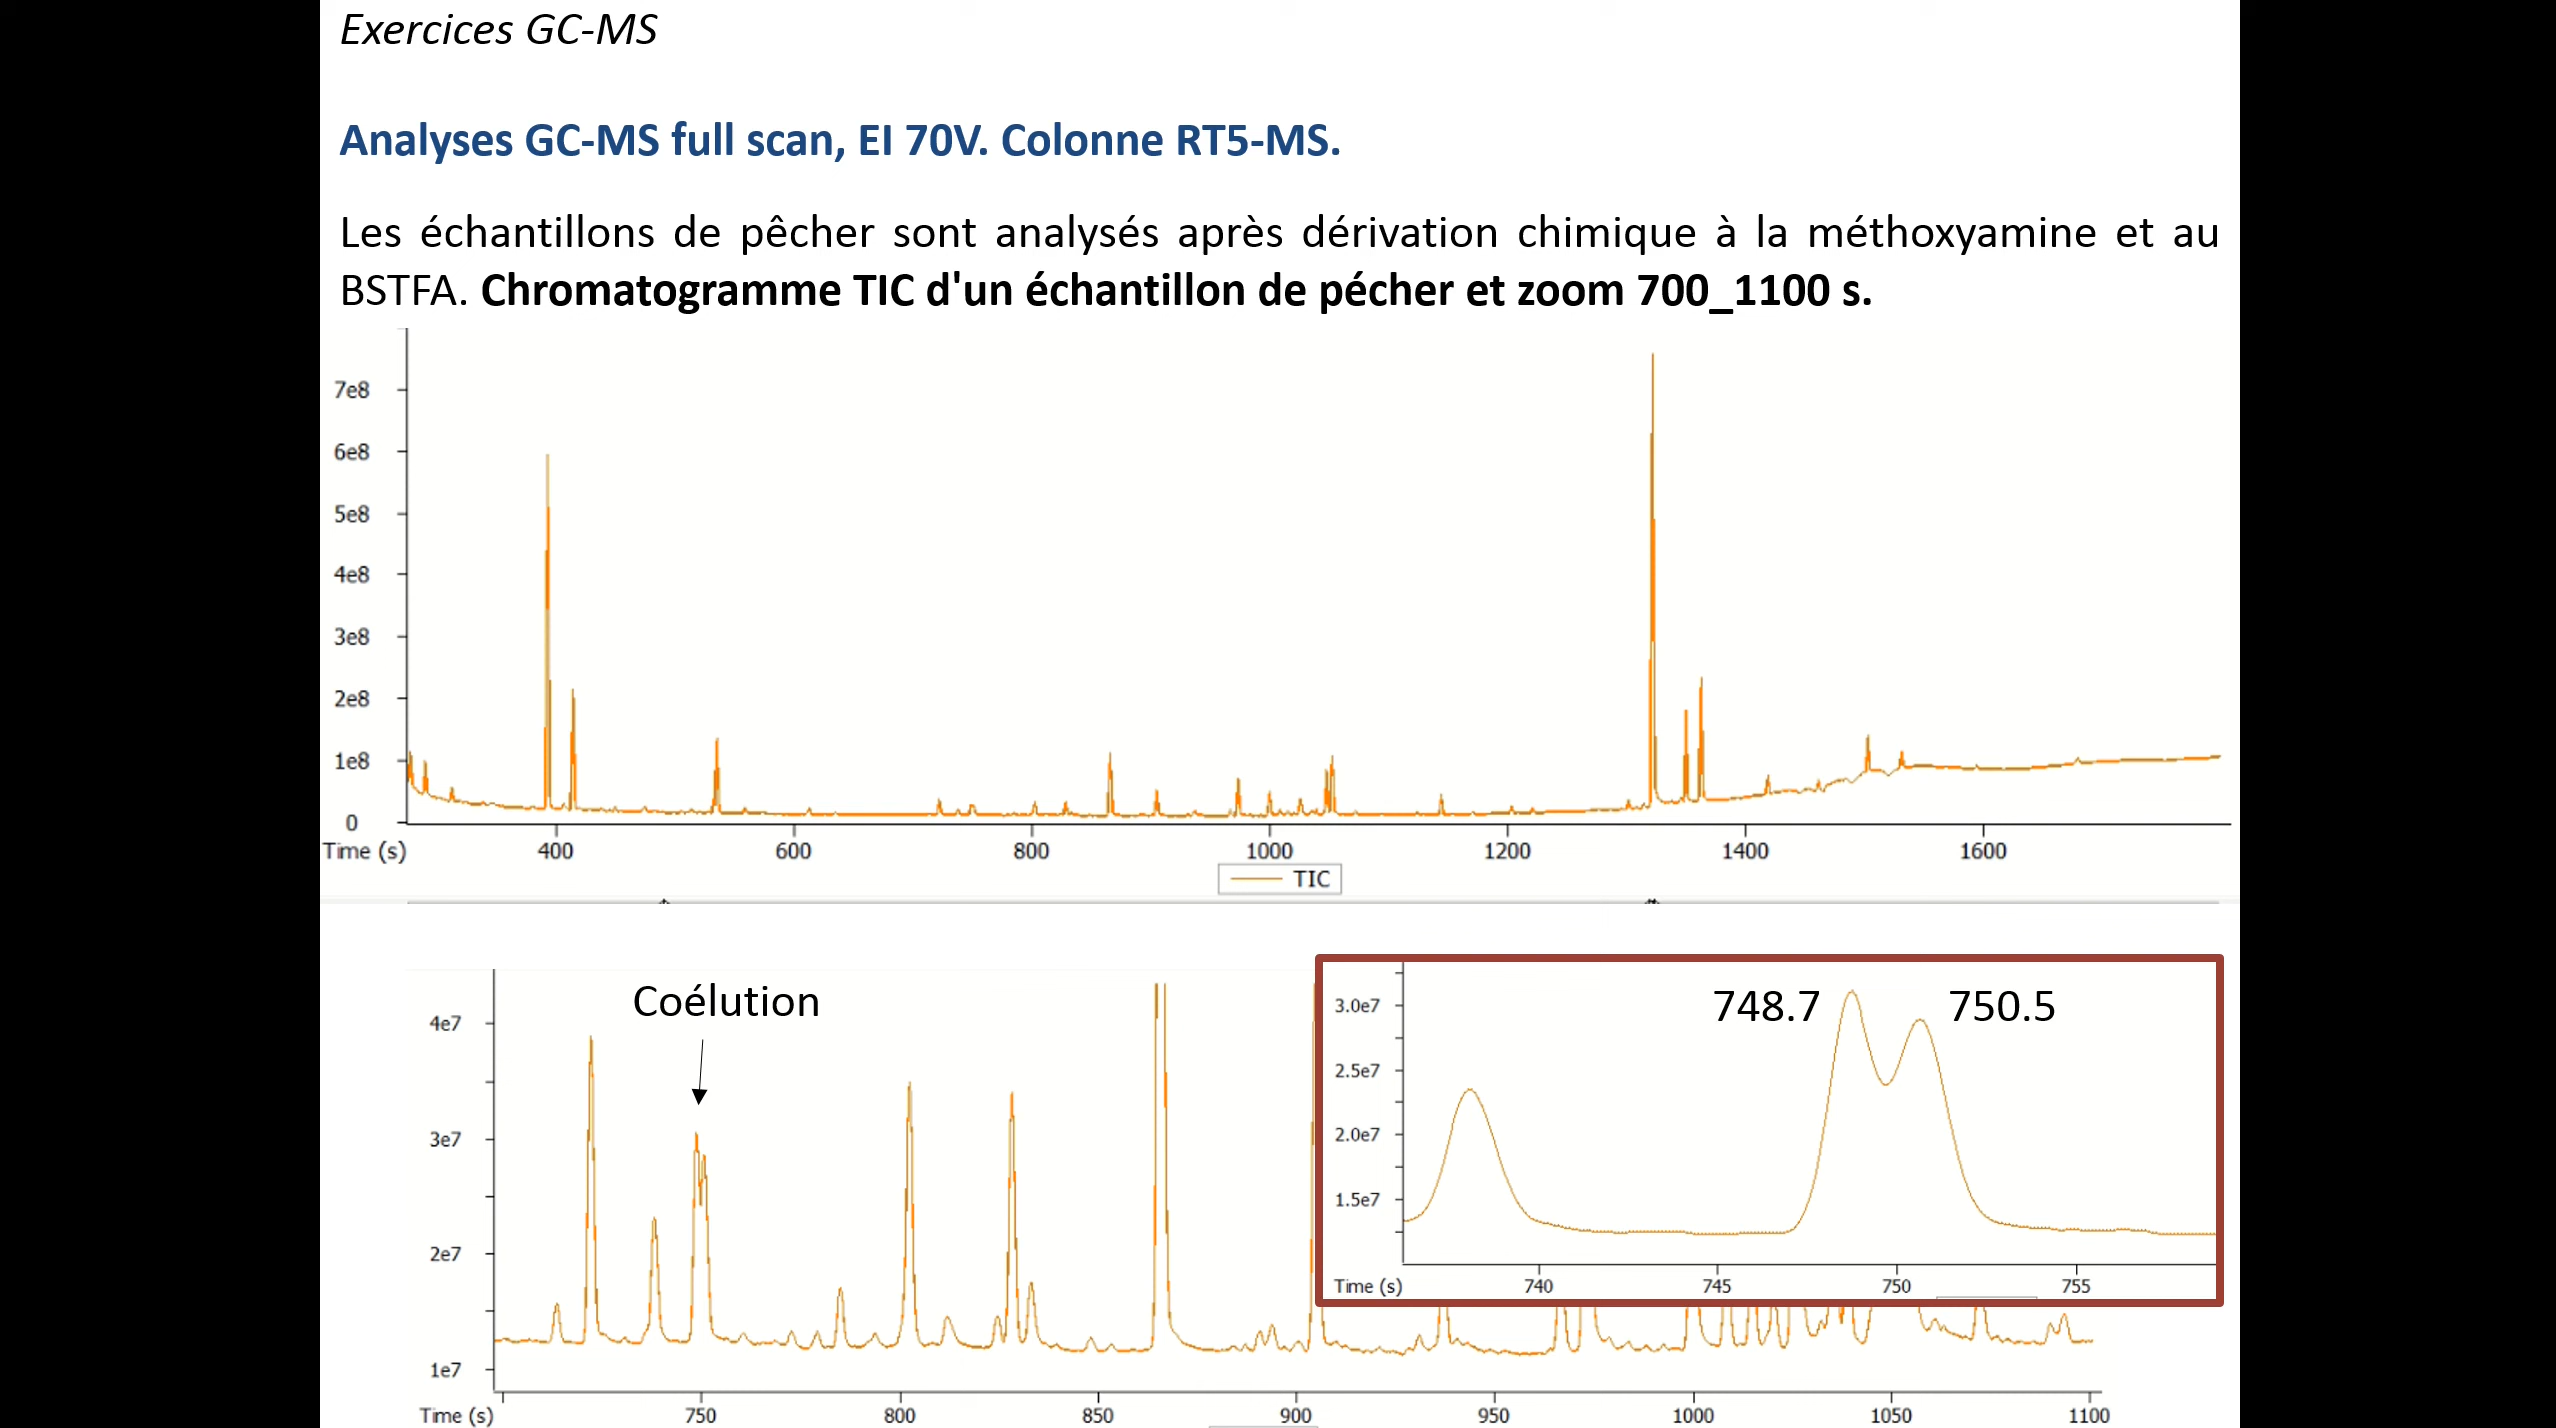 Exercices GC-MS
Analyses GC-MS full scan, EI 70V. Colonne RT5-MS.
Les échantillons de pêcher sont analysés après dérivation chimique à la méthoxyamine et au
BSTFA. Chromatogramme TIC d'un échantillon de pécher et zoom 700_1100 s.
7e8
6e8
5e8
4e8
3e8
2e8
1e8
0
Time (s) 400 600 800 1000 1200 1400 1600
TIC
Coélution
4e7
3e7
2e7
1e7
Time (s) 750 800 850 900 950 1000 1050 1100
748.7 750.5
3.0e7
2.5e7
2.0e7
1.5e7
Time (s) 740 745 750 755